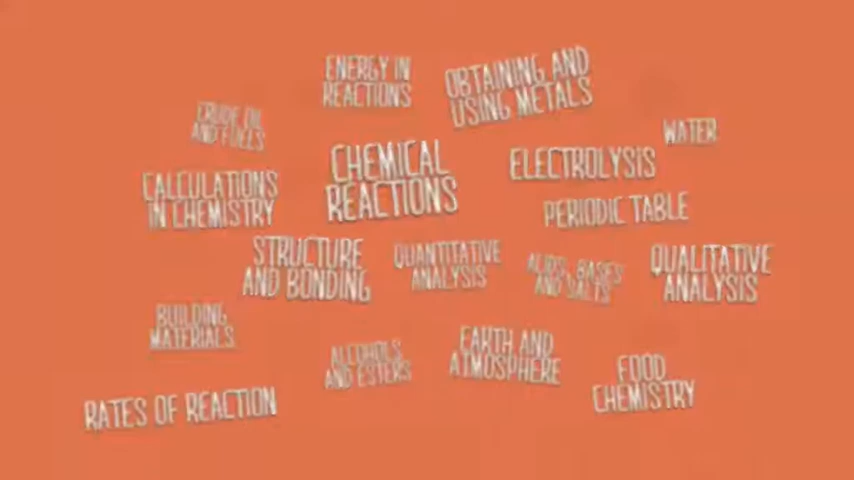 ENERGY IN
REACTIONS
OBTAINING AND
USING METALS
CRUDE OIL
AND FUELS
WATER
CHEMICAL
REACTIONS
ELECTROLYSIS
CALCULATIONS
IN CHEMISTRY
PERIODIC TABLE
STRUCTURE
AND BONDING
QUANTITATIVE
ANALYSIS
ACIDS, BASES
AND SALTS
QUALITATIVE
ANALYSIS
BUILDING
MATERIALS
ALCOHOLS
AND ESTERS
EARTH AND
ATMOSPHERE
FOOD
CHEMISTRY
RATES OF REACTION